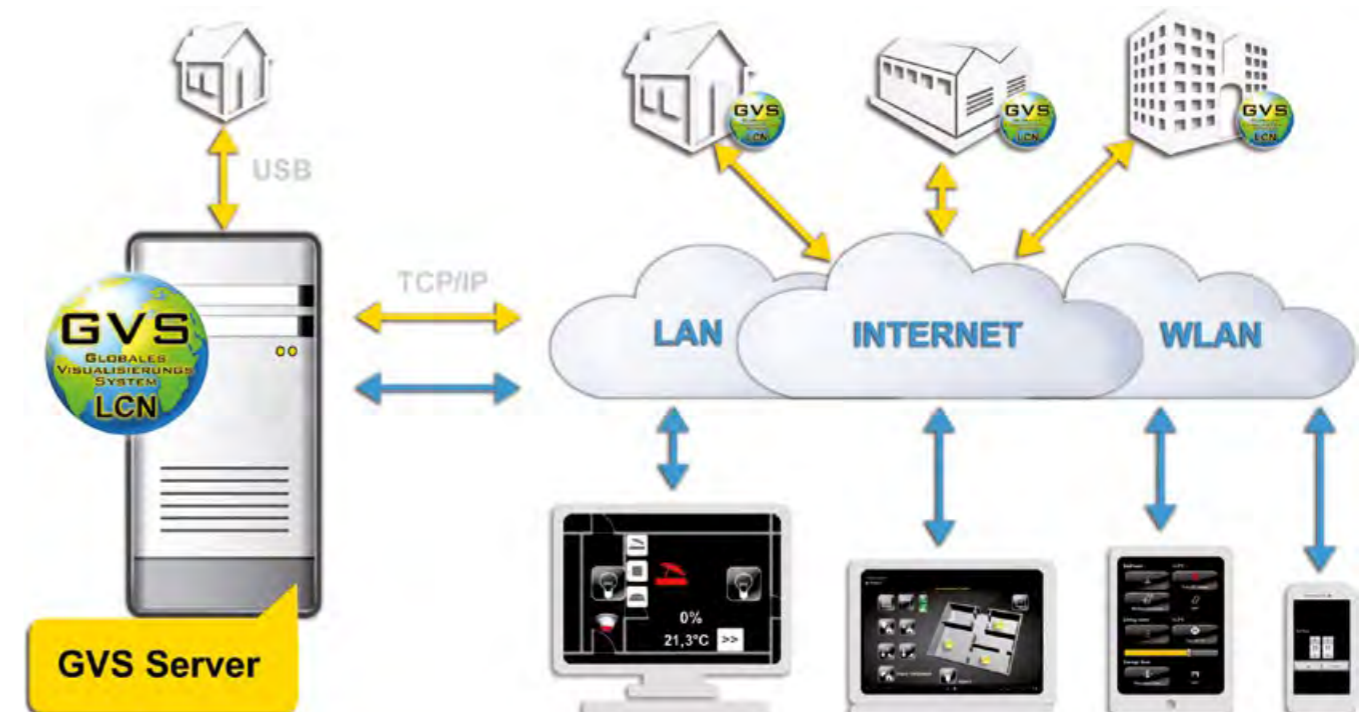 USB
GVS
LCN
GVS
LCN
GVS
LCN
TCP/IP
GVS
GLOBALES
VISUALISIERUNGS
SYSTEM
LCN
LAN
INTERNET
WLAN
0%
21,3°C >>
GVS Server